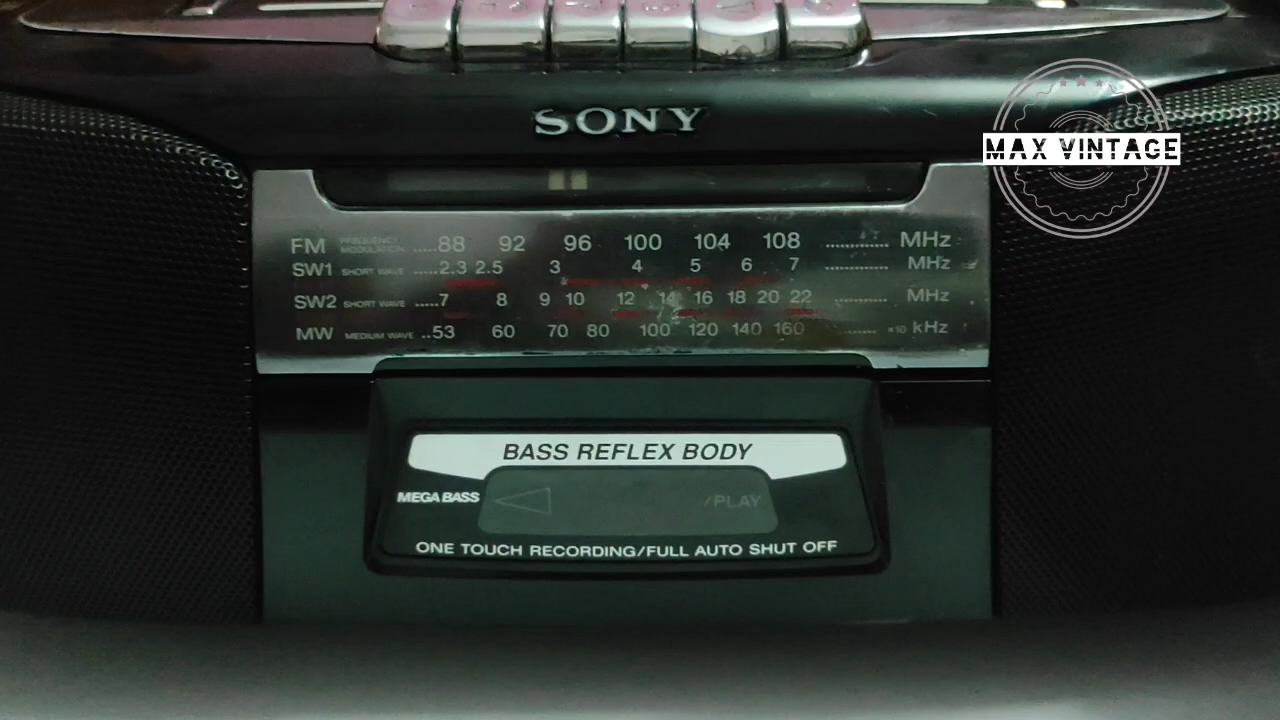 SONY
MAX VINTAGE
FM FREQUENCY MODULATION .....88 92 96 100 104 108 ............ MHz
SW1 SHORT WAVE .....2.3 2.5 3 4 5 6 7 ............ MHz
SW2 SHORT WAVE .....7 8 9 10 12 14 16 18 20 22 ............ MHz
MW MEDIUM WAVE ..53 60 70 80 100 120 140 160 ........ ×10 kHz
BASS REFLEX BODY
MEGA BASS /PLAY
ONE TOUCH RECORDING/FULL AUTO SHUT OFF